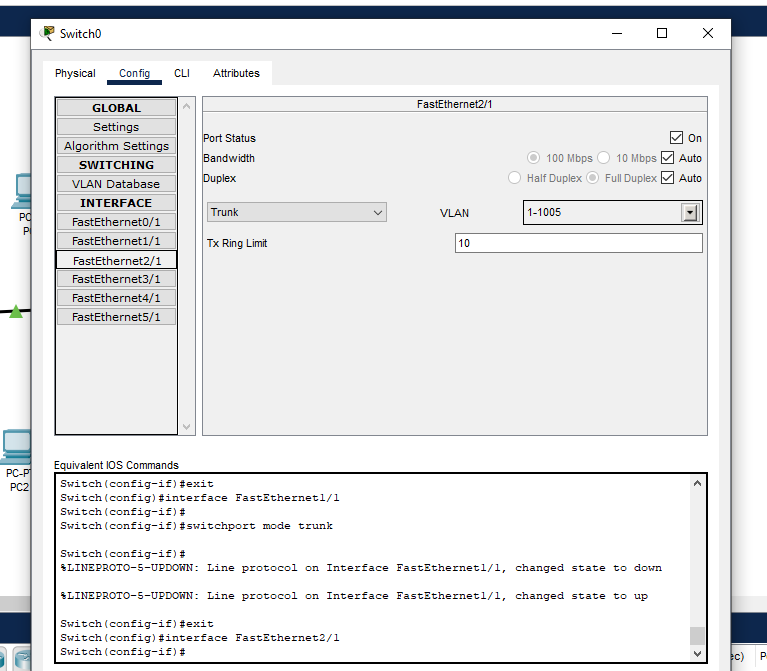 Switch0
Physical Config CLI Attributes
GLOBAL
Settings
Algorithm Settings
SWITCHING
VLAN Database
INTERFACE
FastEthernet0/1
FastEthernet1/1
FastEthernet2/1
FastEthernet3/1
FastEthernet4/1
FastEthernet5/1
FastEthernet2/1
Port Status On
Bandwidth 100 Mbps 10 Mbps Auto
Duplex Half Duplex Full Duplex Auto
Trunk VLAN 1-1005
Tx Ring Limit 10
PC-PT
PC2
Equivalent IOS Commands
Switch(config-if)#exit
Switch(config)#interface FastEthernet1/1
Switch(config-if)#
Switch(config-if)#switchport mode trunk
Switch(config-if)#
%LINEPROTO-5-UPDOWN: Line protocol on Interface FastEthernet1/1, changed state to down
%LINEPROTO-5-UPDOWN: Line protocol on Interface FastEthernet1/1, changed state to up
Switch(config-if)#exit
Switch(config)#interface FastEthernet2/1
Switch(config-if)#